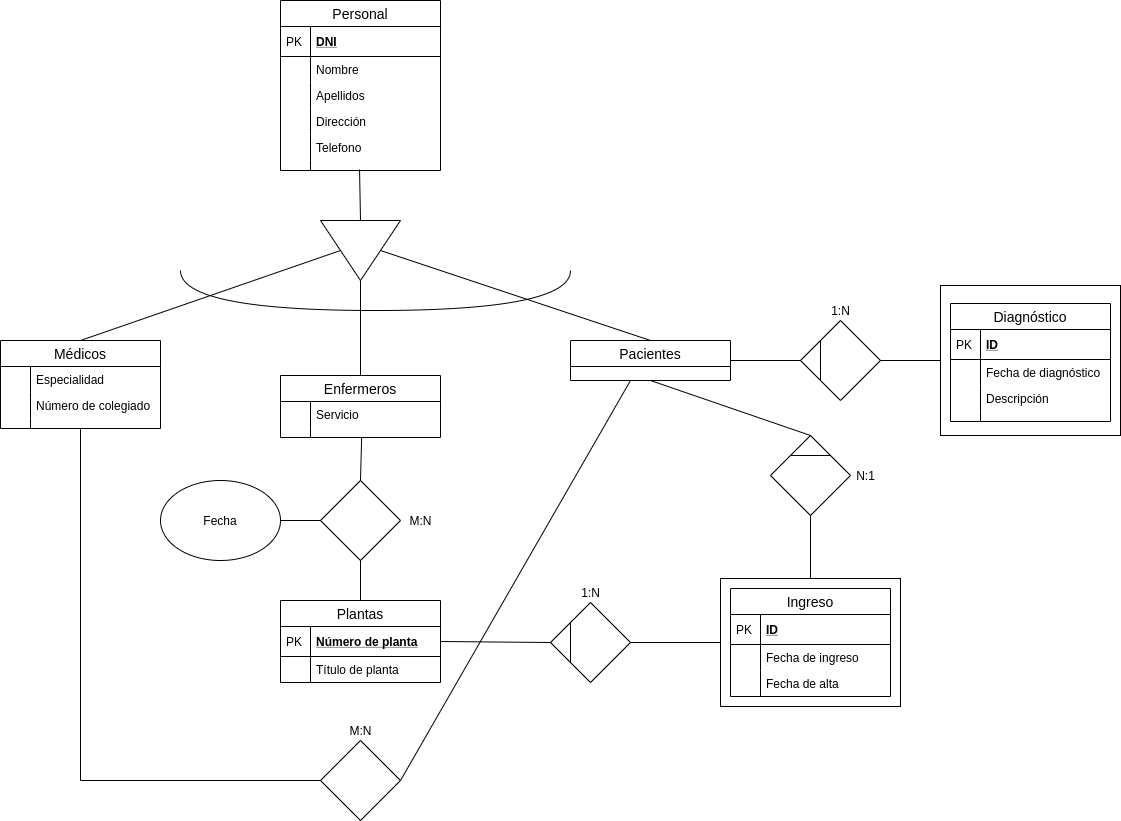 Personal
PK DNI
Nombre
Apellidos
Dirección
Telefono
Médicos
Especialidad
Número de colegiado
Enfermeros
Servicio
Pacientes
1:N
Diagnóstico
PK ID
Fecha de diagnóstico
Descripción
N:1
Fecha
M:N
Plantas
PK Número de planta
Título de planta
1:N
Ingreso
PK ID
Fecha de ingreso
Fecha de alta
M:N